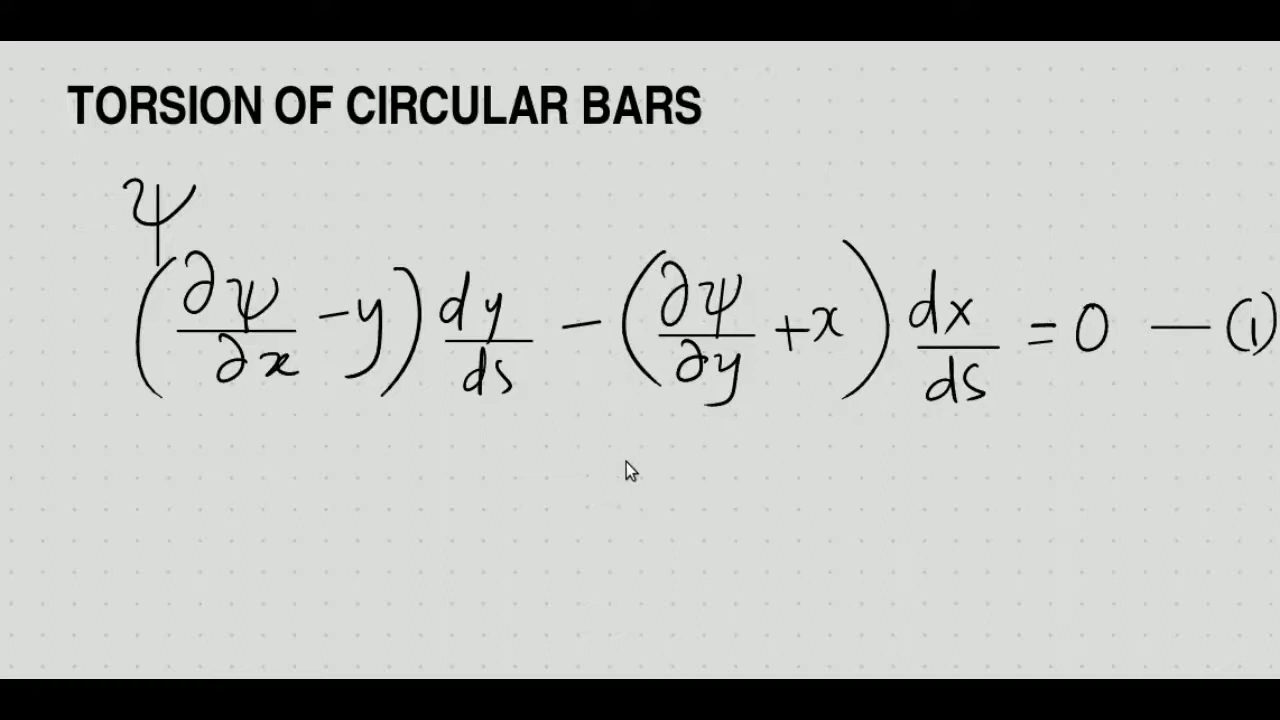 TORSION OF CIRCULAR BARS
ψ
(∂ψ/∂x - y) dy/ds - (∂ψ/∂y + x) dx/ds = 0 — (1)